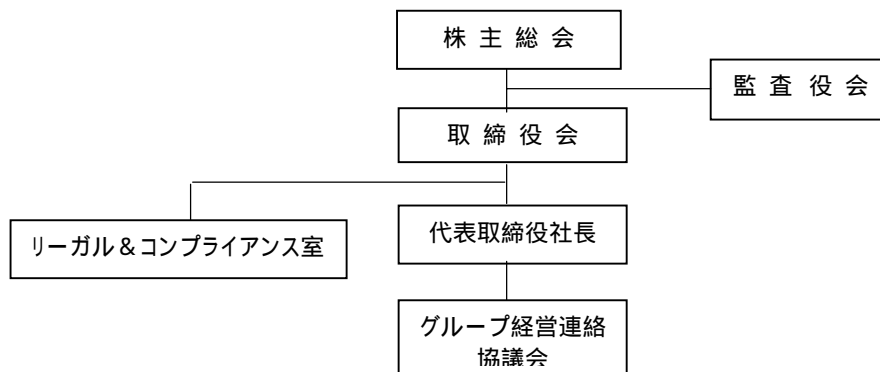 株 主 総 会
監 査 役 会
取 締 役 会
リーガル＆コンプライアンス室
代表取締役社長
グループ経営連絡
協議会